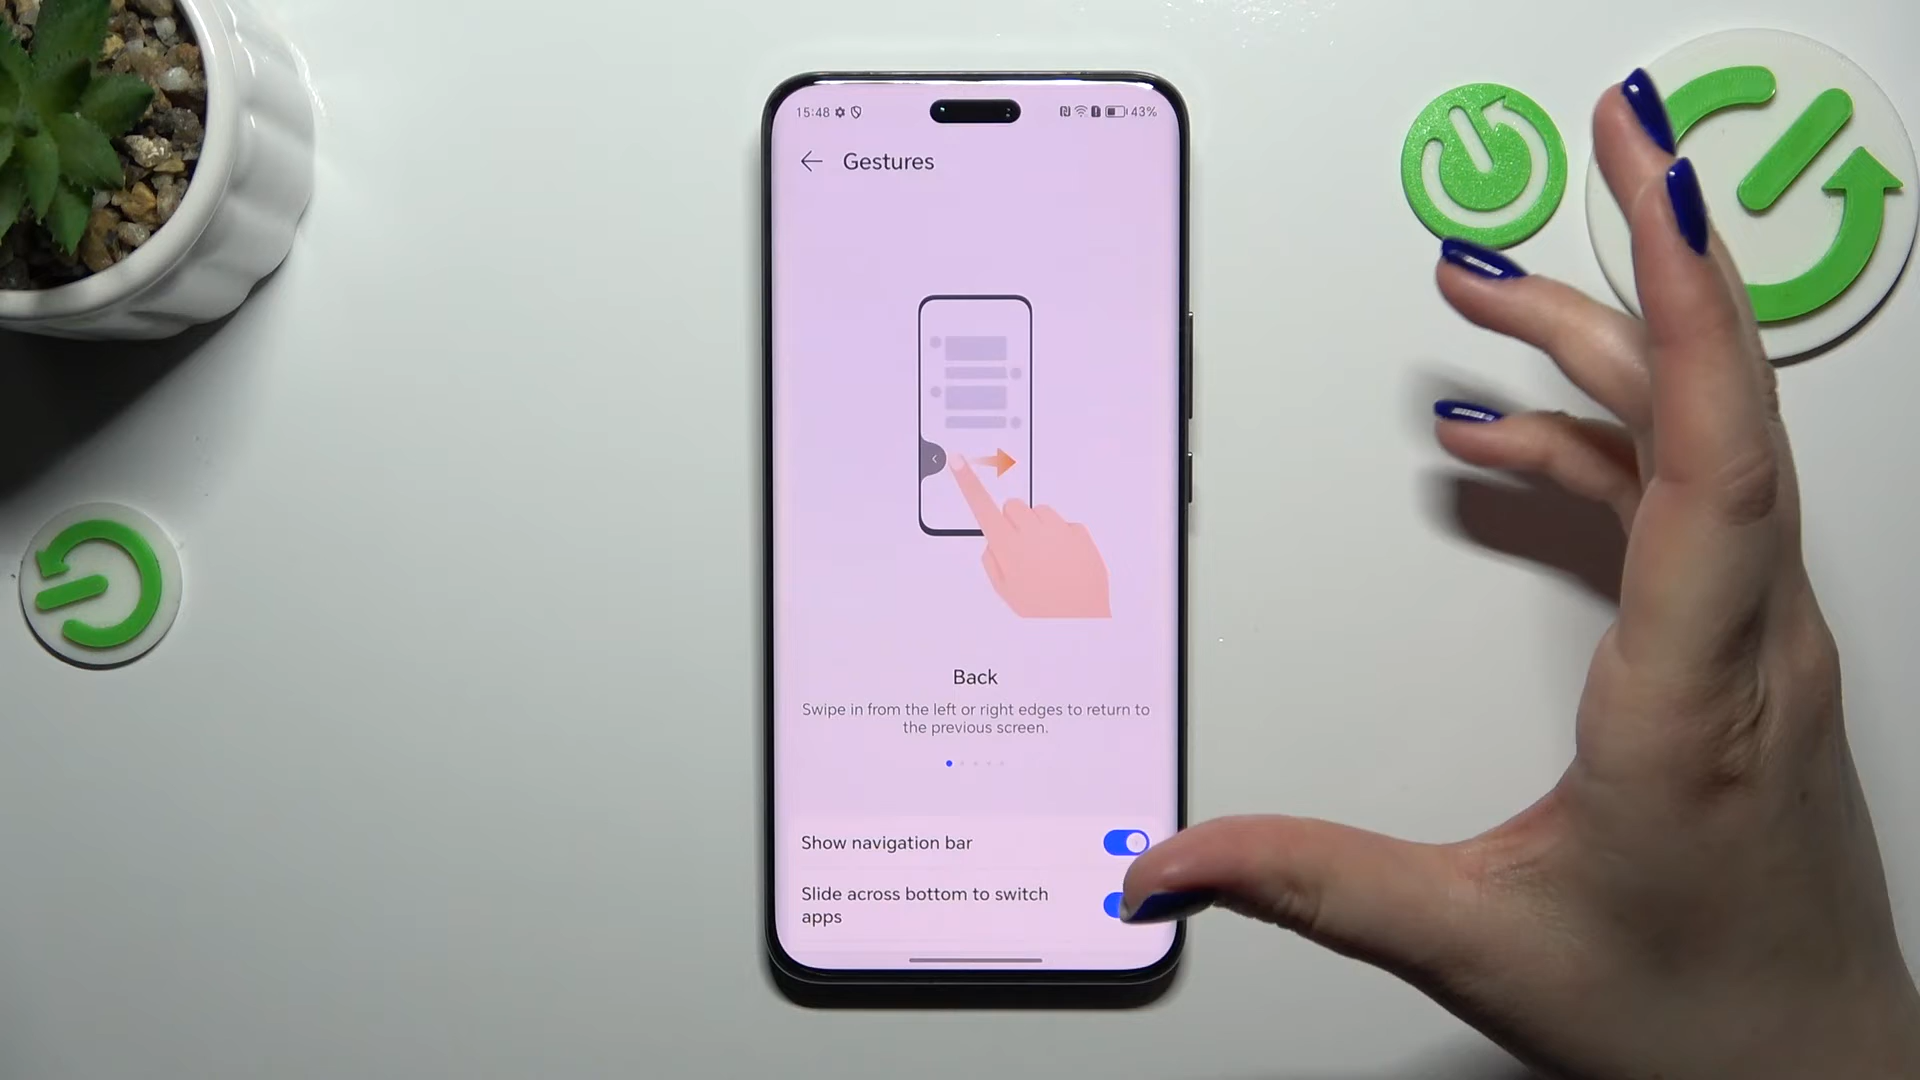 15:48
43%
Gestures
Back
Swipe in from the left or right edges to return to
the previous screen.
Show navigation bar
Slide across bottom to switch
apps